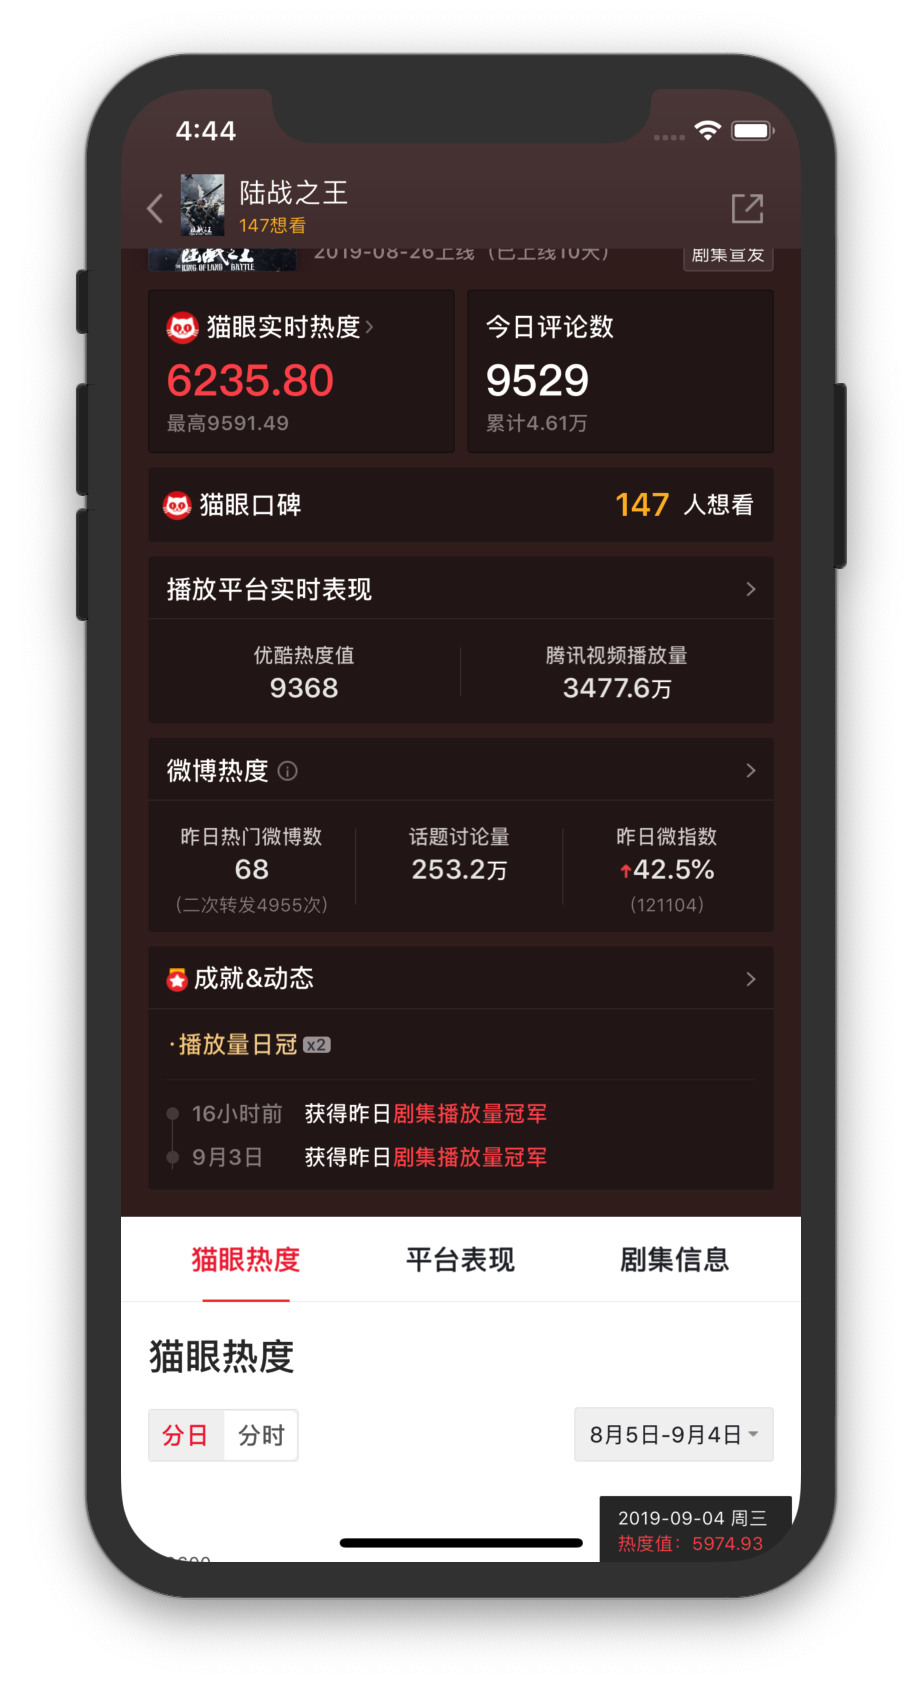 4:44
陆战之王
147想看
陆战之王
THE KING OF LAND BATTLE
2019-08-26上线（已上线10天）
剧集宣发
猫眼实时热度
6235.80
最高9591.49
今日评论数
9529
累计4.61万
猫眼口碑
147 人想看
播放平台实时表现
优酷热度值
9368
腾讯视频播放量
3477.6万
微博热度
昨日热门微博数
68
(二次转发4955次)
话题讨论量
253.2万
昨日微指数
↑42.5%
(121104)
成就&动态
·播放量日冠 x2
16小时前 获得昨日剧集播放量冠军
9月3日 获得昨日剧集播放量冠军
猫眼热度
平台表现
剧集信息
猫眼热度
分日
分时
8月5日-9月4日
2019-09-04 周三
热度值：5974.93